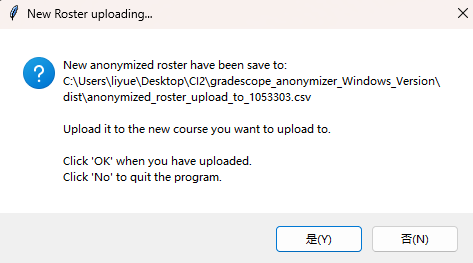 New Roster uploading...
New anonymized roster have been save to:
C:\Users\liyue\Desktop\CI2\gradescope_anonymizer_Windows_Version\
dist\anonymized_roster_upload_to_1053303.csv
Upload it to the new course you want to upload to.
Click 'OK' when you have uploaded.
Click 'No' to quit the program.
是(Y) 否(N)